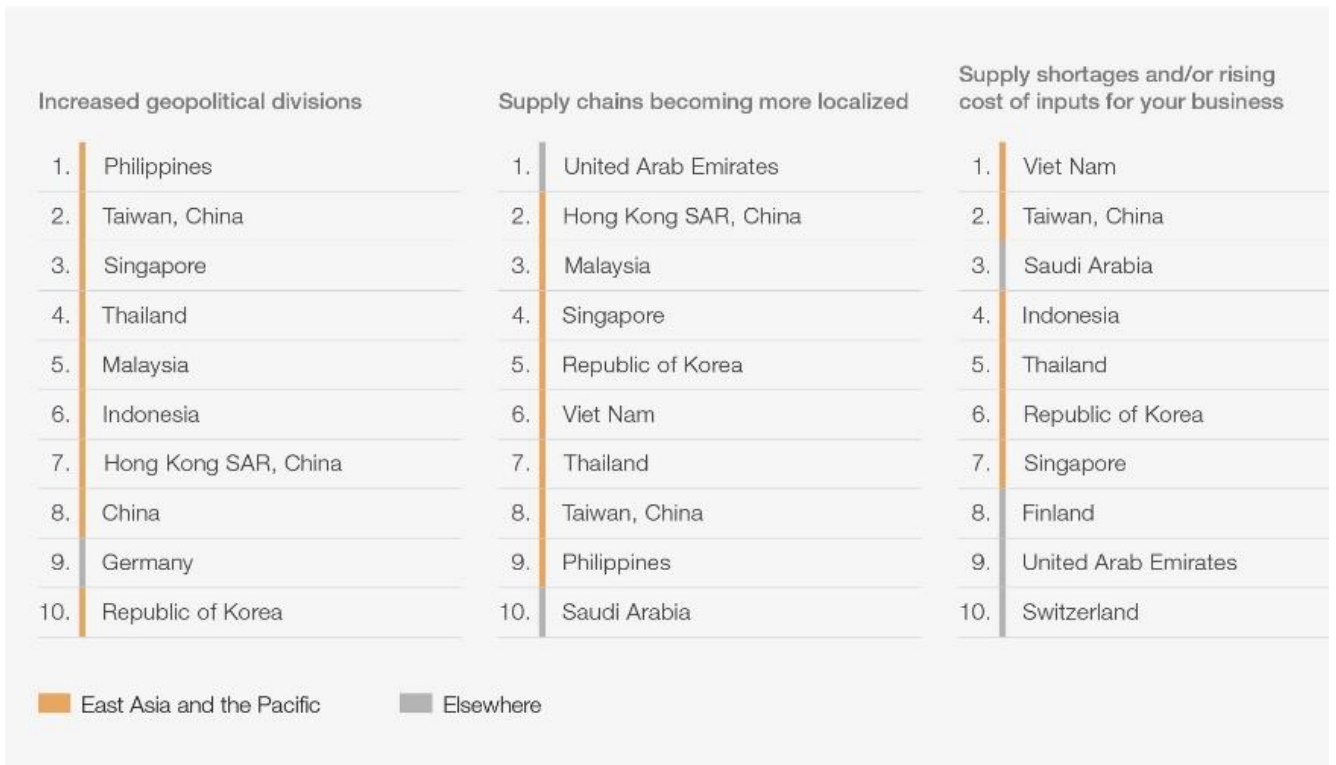 Increased geopolitical divisions
1. Philippines
2. Taiwan, China
3. Singapore
4. Thailand
5. Malaysia
6. Indonesia
7. Hong Kong SAR, China
8. China
9. Germany
10. Republic of Korea
Supply chains becoming more localized
1. United Arab Emirates
2. Hong Kong SAR, China
3. Malaysia
4. Singapore
5. Republic of Korea
6. Viet Nam
7. Thailand
8. Taiwan, China
9. Philippines
10. Saudi Arabia
Supply shortages and/or rising
cost of inputs for your business
1. Viet Nam
2. Taiwan, China
3. Saudi Arabia
4. Indonesia
5. Thailand
6. Republic of Korea
7. Singapore
8. Finland
9. United Arab Emirates
10. Switzerland
East Asia and the Pacific
Elsewhere